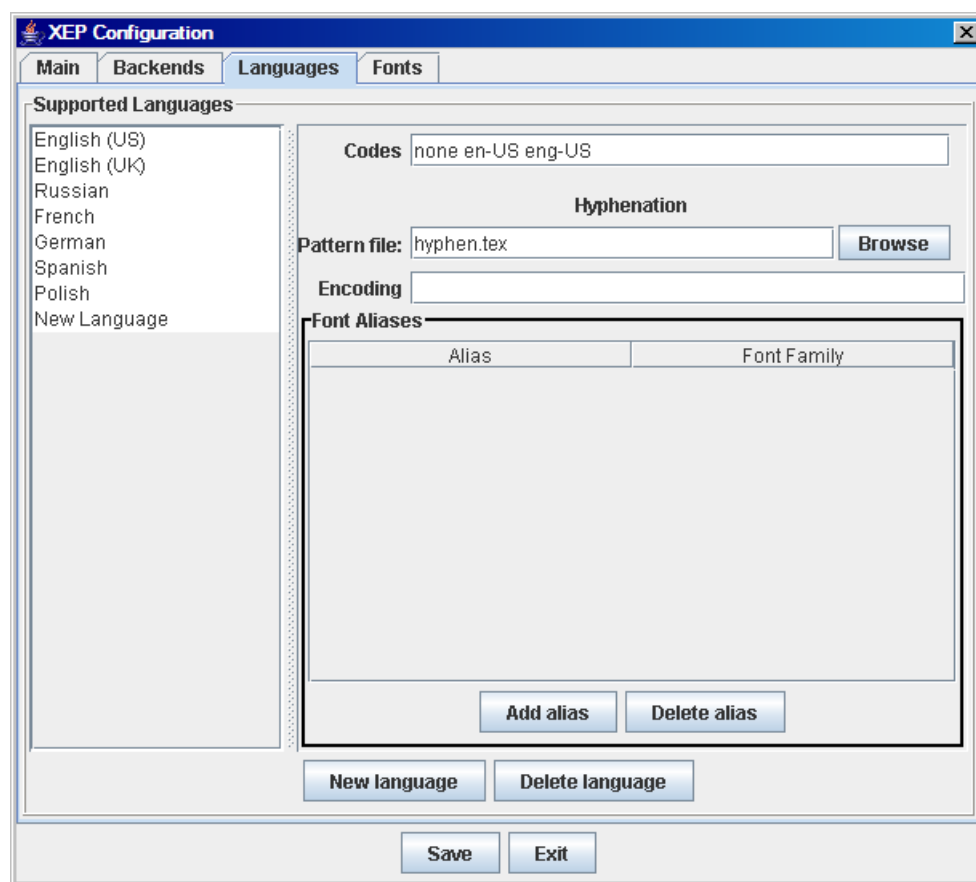 XEP Configuration
Main Backends Languages Fonts
Supported Languages
English (US)
English (UK)
Russian
French
German
Spanish
Polish
New Language
Codes none en-US eng-US
Hyphenation
Pattern file: hyphen.tex Browse
Encoding
Font Aliases
Alias Font Family
Add alias Delete alias
New language Delete language
Save Exit